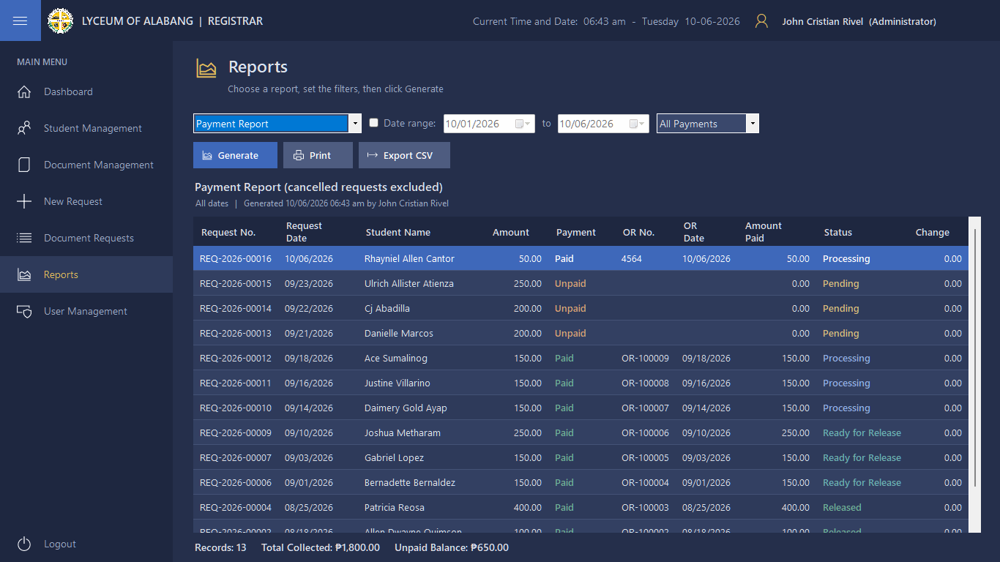 LYCEUM OF ALABANG | REGISTRAR
Current Time and Date: 06:43 am - Tuesday 10-06-2026
John Cristian Rivel (Administrator)
MAIN MENU
Dashboard
Student Management
Document Management
New Request
Document Requests
Reports
User Management
Logout
Reports
Choose a report, set the filters, then click Generate
Payment Report Date range: 10/01/2026 to 10/06/2026 All Payments
Generate Print Export CSV
Payment Report (cancelled requests excluded)
All dates | Generated 10/06/2026 06:43 am by John Cristian Rivel
Request No. Request Date Student Name Amount Payment OR No. OR Date Amount Paid Status Change
REQ-2026-00016 10/06/2026 Rhayniel Allen Cantor 50.00 Paid 4564 10/06/2026 50.00 Processing 0.00
REQ-2026-00015 09/23/2026 Ulrich Allister Atienza 250.00 Unpaid 0.00 Pending 0.00
REQ-2026-00014 09/22/2026 Cj Abadilla 200.00 Unpaid 0.00 Pending 0.00
REQ-2026-00013 09/21/2026 Danielle Marcos 200.00 Unpaid 0.00 Pending 0.00
REQ-2026-00012 09/18/2026 Ace Sumalinog 150.00 Paid OR-100009 09/18/2026 150.00 Processing 0.00
REQ-2026-00011 09/16/2026 Justine Villarino 150.00 Paid OR-100008 09/16/2026 150.00 Processing 0.00
REQ-2026-00010 09/14/2026 Daimery Gold Ayap 150.00 Paid OR-100007 09/14/2026 150.00 Processing 0.00
REQ-2026-00009 09/10/2026 Joshua Metharam 250.00 Paid OR-100006 09/10/2026 250.00 Ready for Release 0.00
REQ-2026-00007 09/03/2026 Gabriel Lopez 150.00 Paid OR-100005 09/03/2026 150.00 Ready for Release 0.00
REQ-2026-00006 09/01/2026 Bernadette Bernaldez 150.00 Paid OR-100004 09/01/2026 150.00 Ready for Release 0.00
REQ-2026-00004 08/25/2026 Patricia Reosa 400.00 Paid OR-100003 08/25/2026 400.00 Released 0.00
REQ-2026-00002 08/18/2026 Allen Dwayne Quimson 100.00 Paid OR-100002 08/18/2026 100.00 Released 0.00
Records: 13 Total Collected: ₱1,800.00 Unpaid Balance: ₱650.00